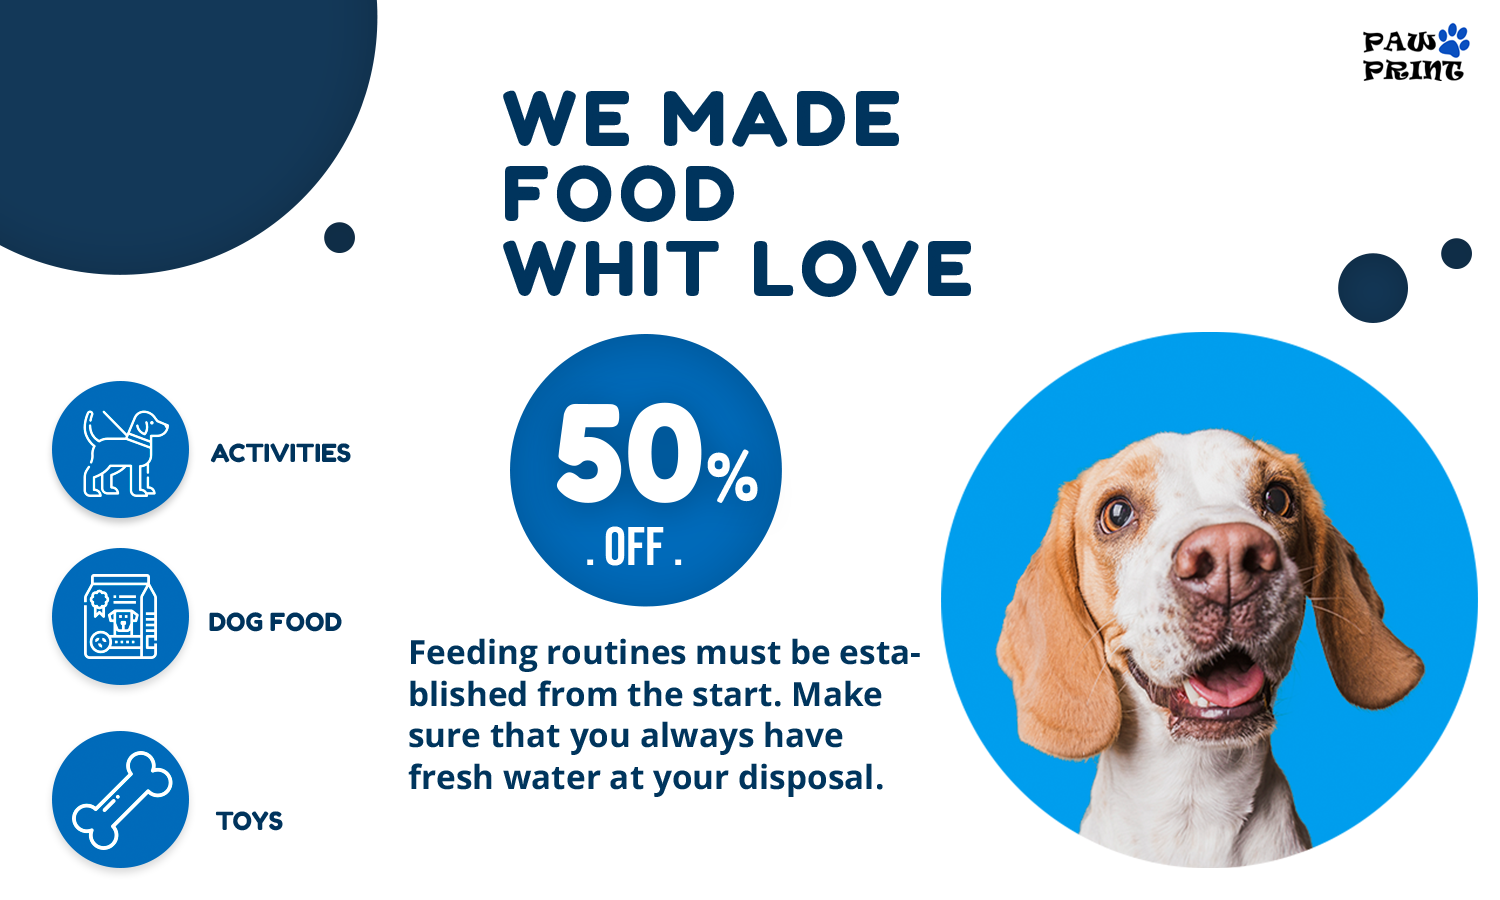 PAW
PRINT
WE MADE
FOOD
WHIT LOVE
50%
. OFF .
ACTIVITIES
DOG FOOD
TOYS
Feeding routines must be esta-
blished from the start. Make
sure that you always have
fresh water at your disposal.